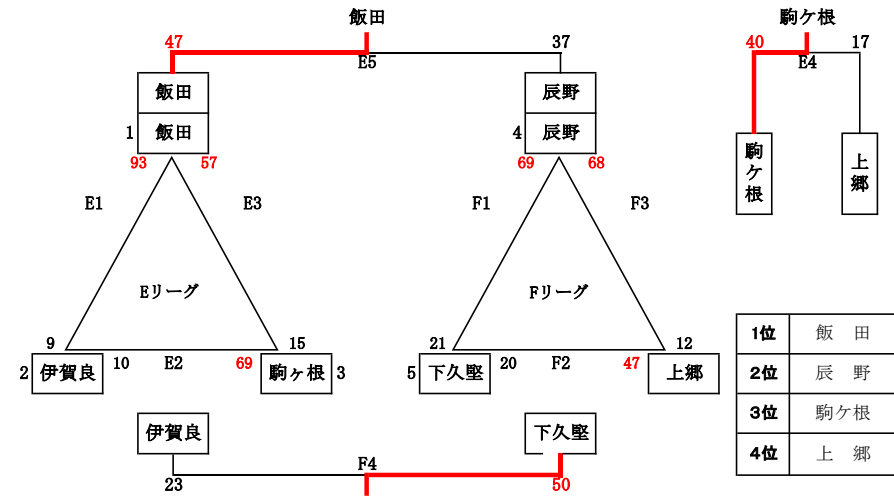 飯田
駒ケ根
47
37
40
17
E5
E4
飯田
辰野
1
飯田
4
辰野
93
57
69
68
駒ケ根
上郷
E1
E3
F1
F3
Eリーグ
Fリーグ
1位 飯 田
9
15
21
12
10
E2
69
20
F2
47
2
伊賀良
駒ヶ根
3
5
下久堅
上郷
2位 辰 野
3位 駒ケ根
伊賀良
下久堅
4位 上 郷
F4
23
50